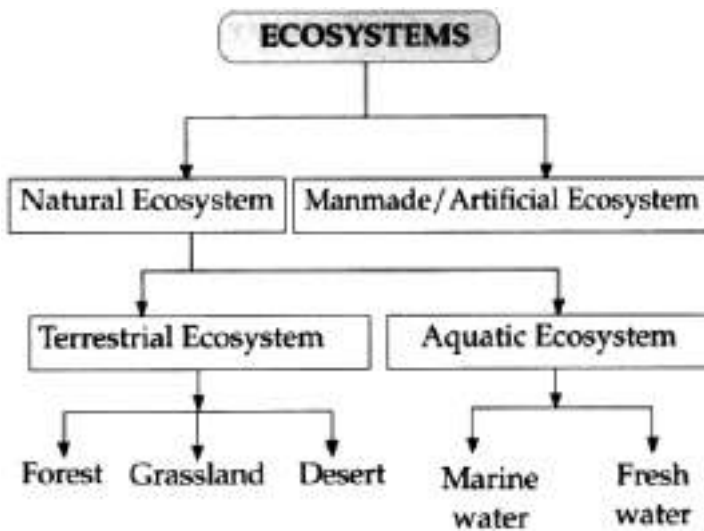 ECOSYSTEMS
Natural Ecosystem
Manmade/Artificial Ecosystem
Terrestrial Ecosystem
Aquatic Ecosystem
Forest
Grassland
Desert
Marine
water
Fresh
water